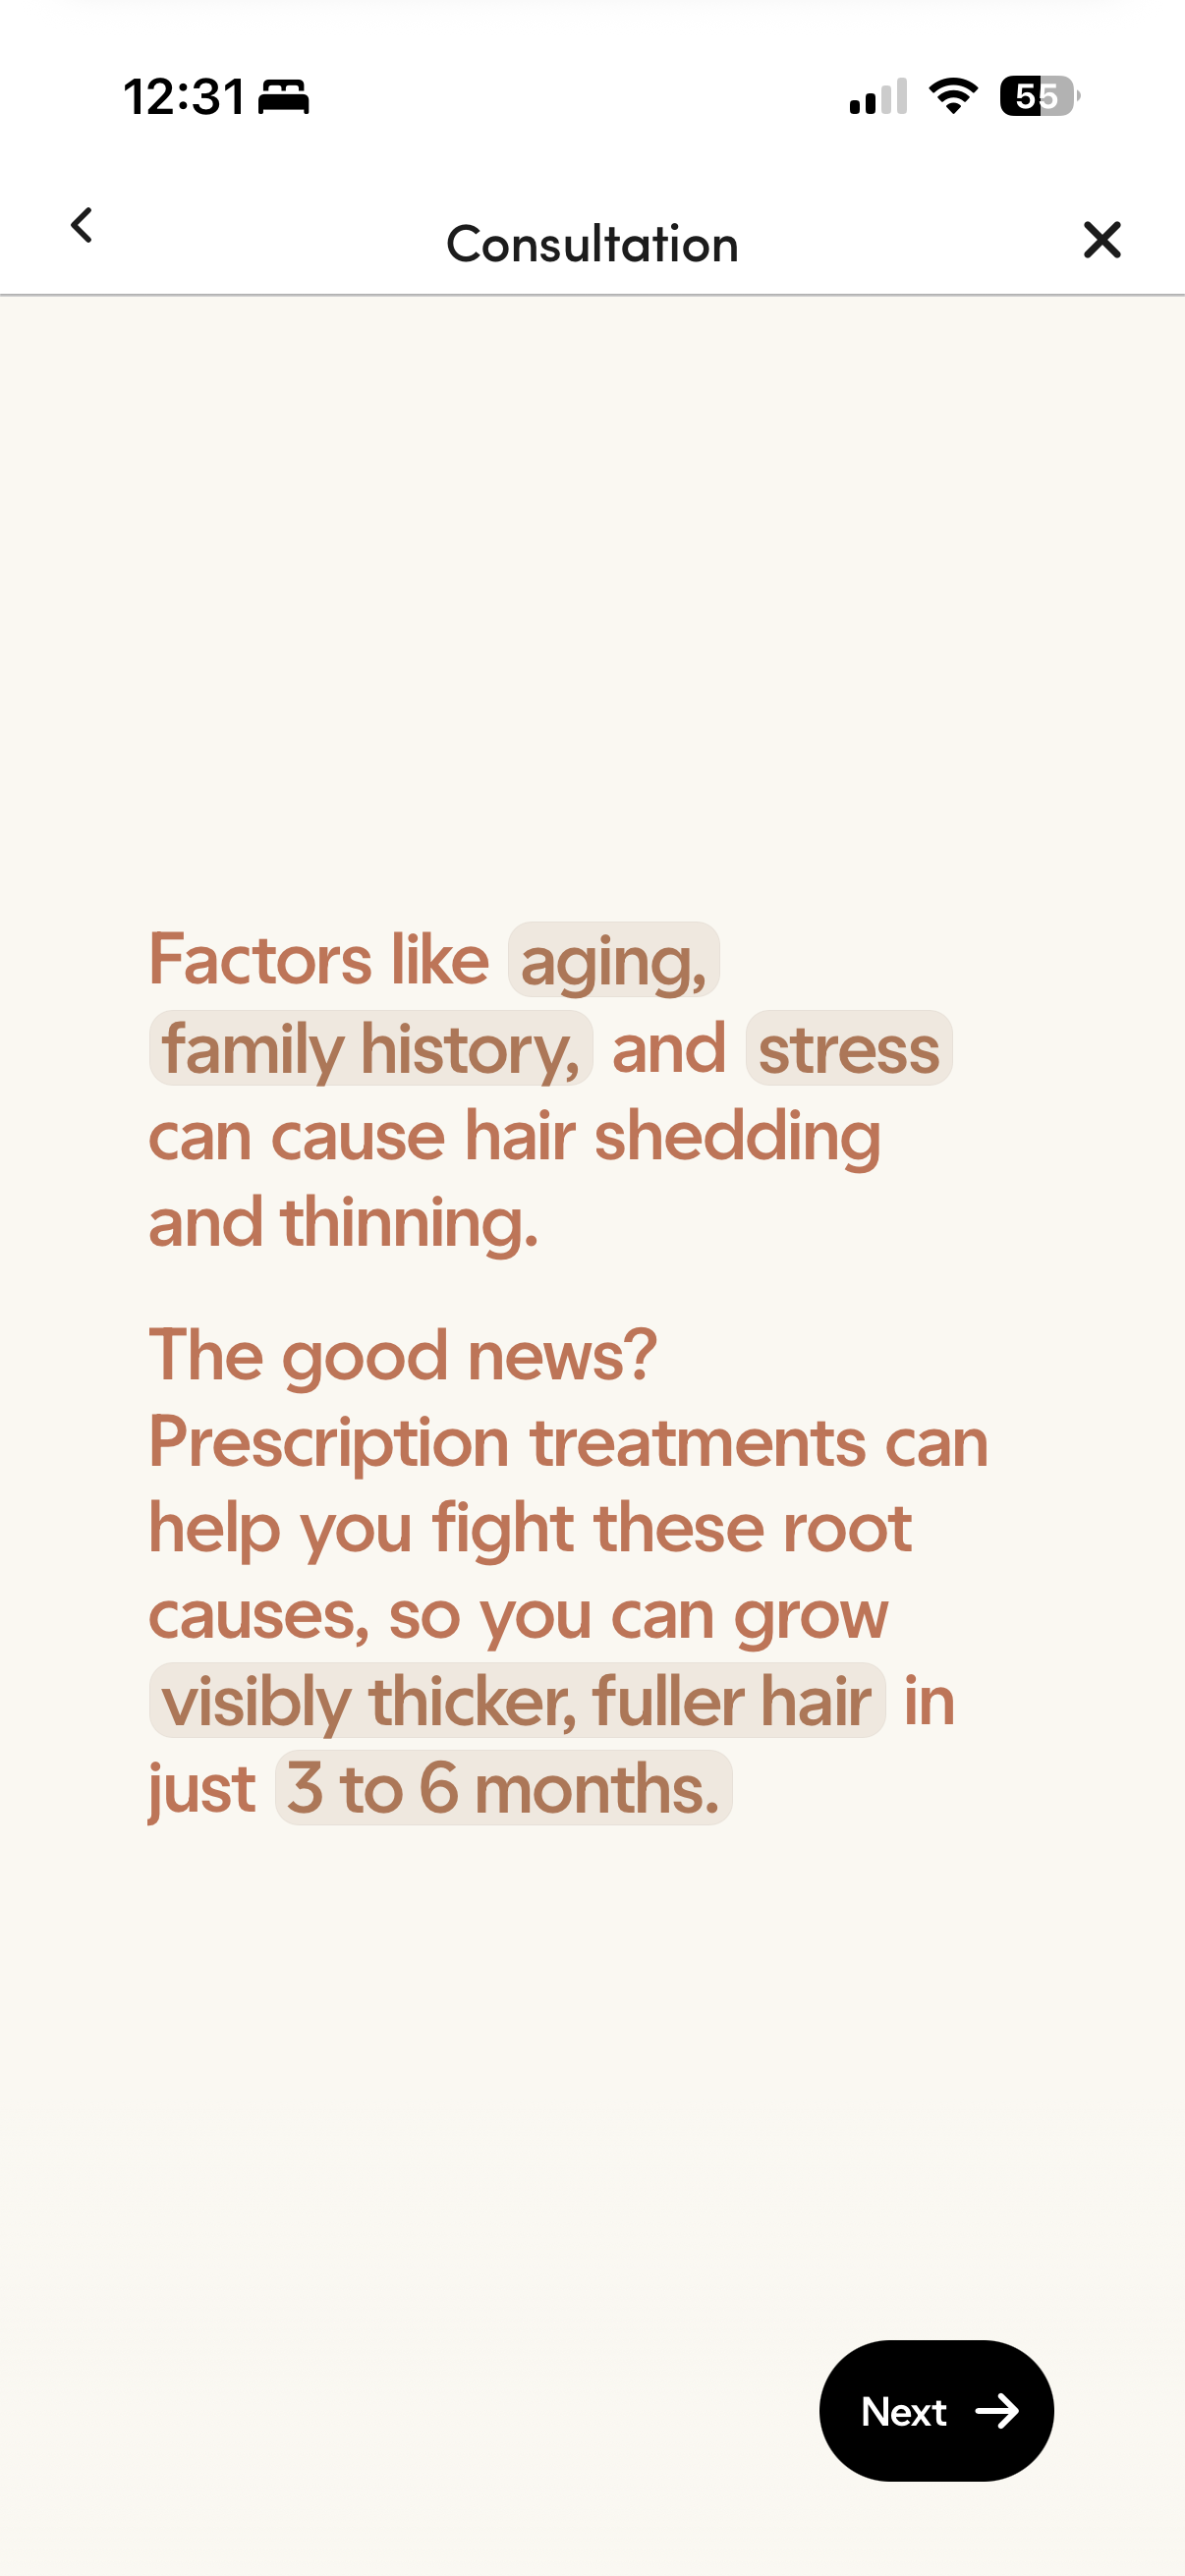 12:31
55
Consultation
Factors like aging,
family history, and stress
can cause hair shedding
and thinning.
The good news?
Prescription treatments can
help you fight these root
causes, so you can grow
visibly thicker, fuller hair in
just 3 to 6 months.
Next